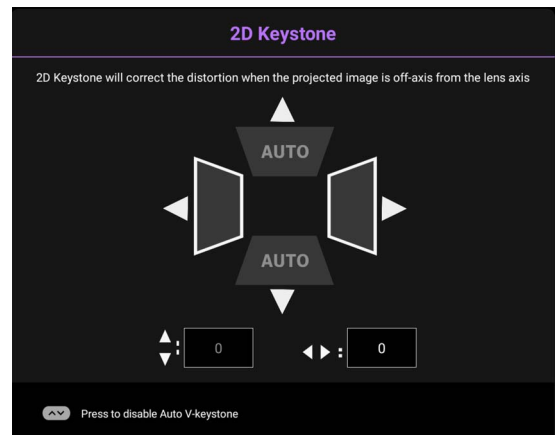 2D Keystone
2D Keystone will correct the distortion when the projected image is off-axis from the lens axis
AUTO
AUTO
: 0 : 0
Press to disable Auto V-keystone